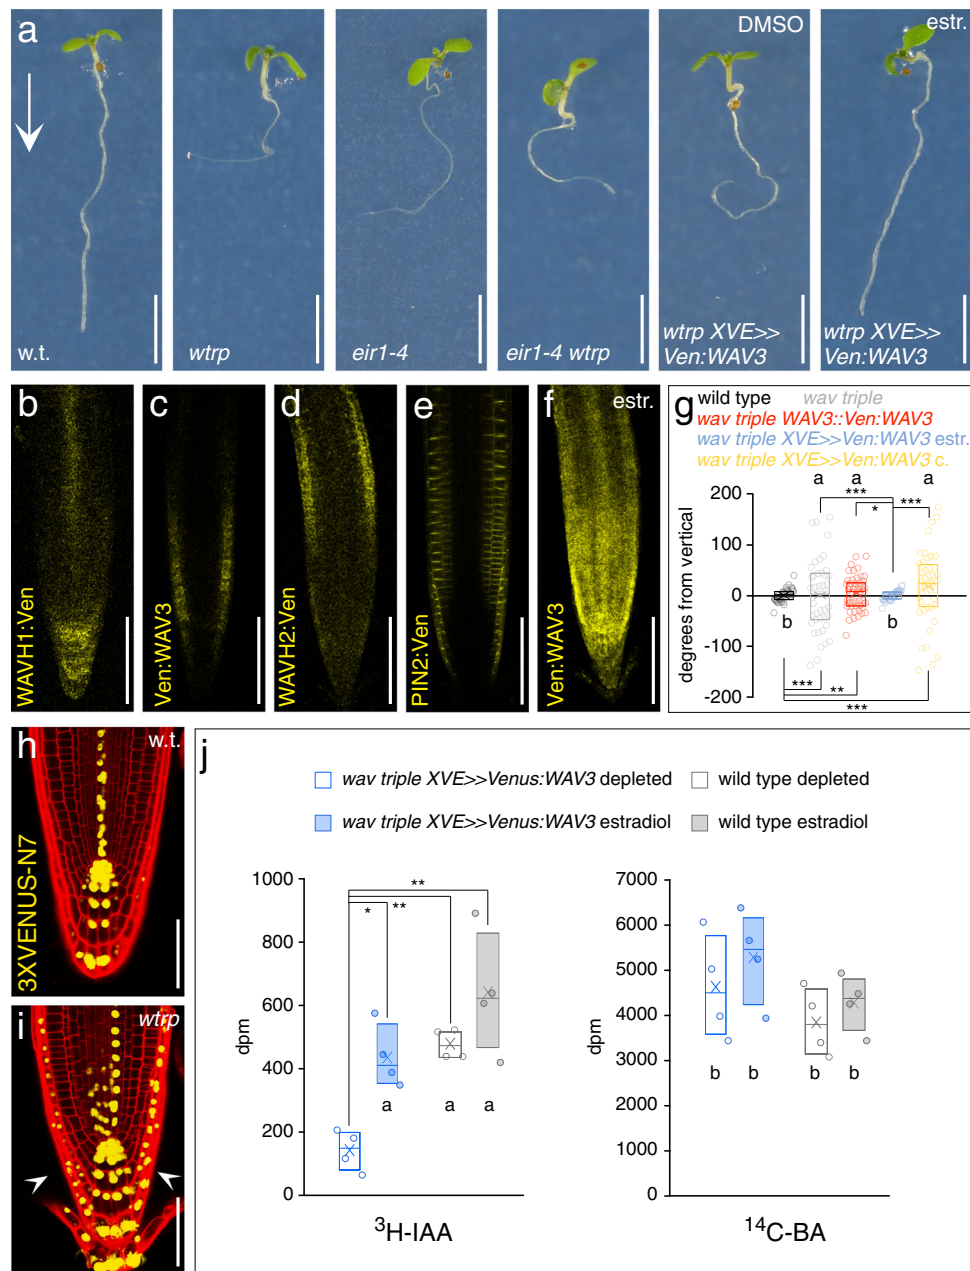 a
DMSO
estr.
w.t.
wtrp
eir1-4
eir1-4 wtrp
wtrp XVE>>
Ven:WAV3
wtrp XVE>>
Ven:WAV3
b
WAVH1:Ven
c
Ven:WAV3
d
WAVH2:Ven
e
PIN2:Ven
f
estr.
Ven:WAV3
g
wild type wav triple
wav triple WAV3::Ven:WAV3
wav triple XVE>>Ven:WAV3 estr.
wav triple XVE>>Ven:WAV3 c.
a a a
degrees from vertical
200
100
0
-100
-200
***
* ***
b b
***
**
***
h
w.t.
3XVENUS-N7
i
wtrp
j
wav triple XVE>>Venus:WAV3 depleted
wild type depleted
wav triple XVE>>Venus:WAV3 estradiol
wild type estradiol
dpm
1000
800
600
400
200
0
**
* **
a a a
³H-IAA
dpm
7000
6000
5000
4000
3000
2000
1000
0
b b b b
¹⁴C-BA